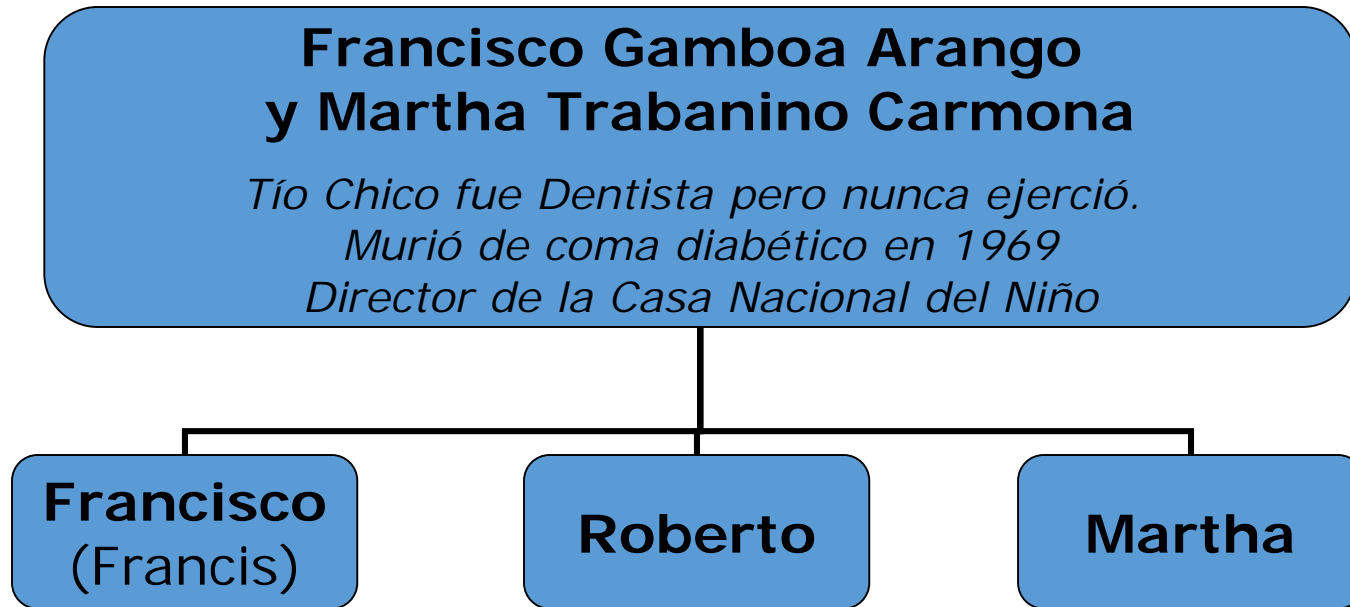 Francisco Gamboa Arango
y Martha Trabanino Carmona
Tío Chico fue Dentista pero nunca ejerció.
Murió de coma diabético en 1969
Director de la Casa Nacional del Niño
Francisco
(Francis)
Roberto
Martha